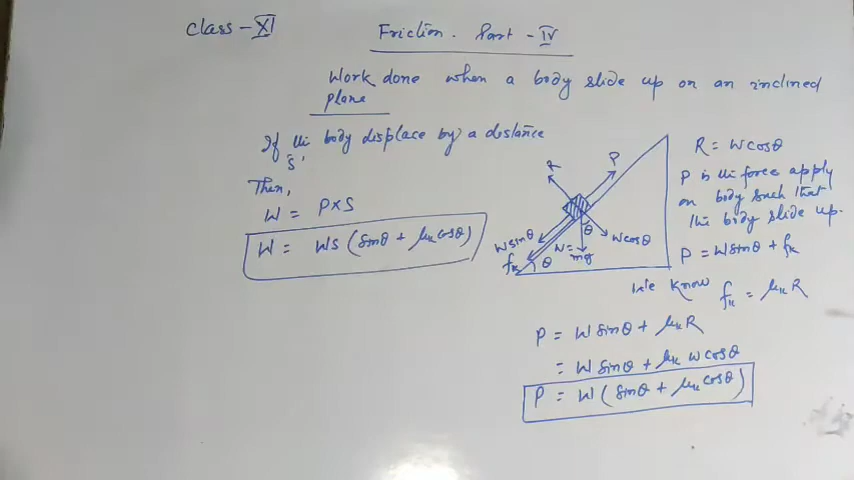 Class - XI
Friction. Part - IV
Work done when a body slide up on an inclined
plane
If the body displace by a distance
'S'
Then,
W = P×S
W = WS (sinθ + μk cosθ)
R
P
W sinθ
fk
θ
θ
W =
mg
W cosθ
R = W cosθ
P is the force apply
on body such that
the body slide up.
P = W sinθ + fk
We know fk = μk R
P = W sinθ + μk R
= W sinθ + μk W cosθ
P = W (sinθ + μk cosθ)